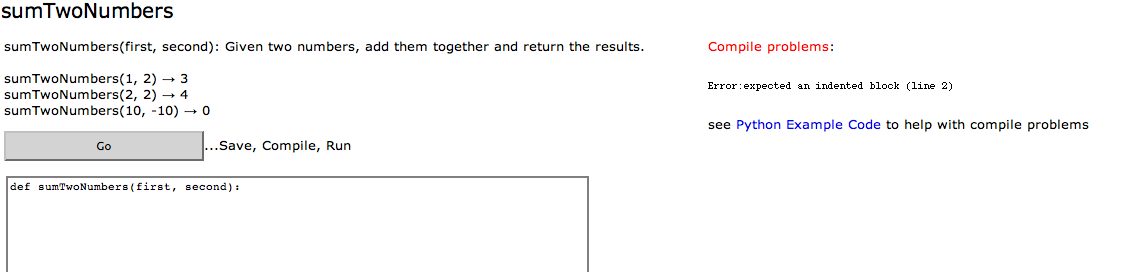 sumTwoNumbers
sumTwoNumbers(first, second): Given two numbers, add them together and return the results.
sumTwoNumbers(1, 2) → 3
sumTwoNumbers(2, 2) → 4
sumTwoNumbers(10, -10) → 0
Go
...Save, Compile, Run
def sumTwoNumbers(first, second):
Compile problems:
Error:expected an indented block (line 2)
see Python Example Code to help with compile problems